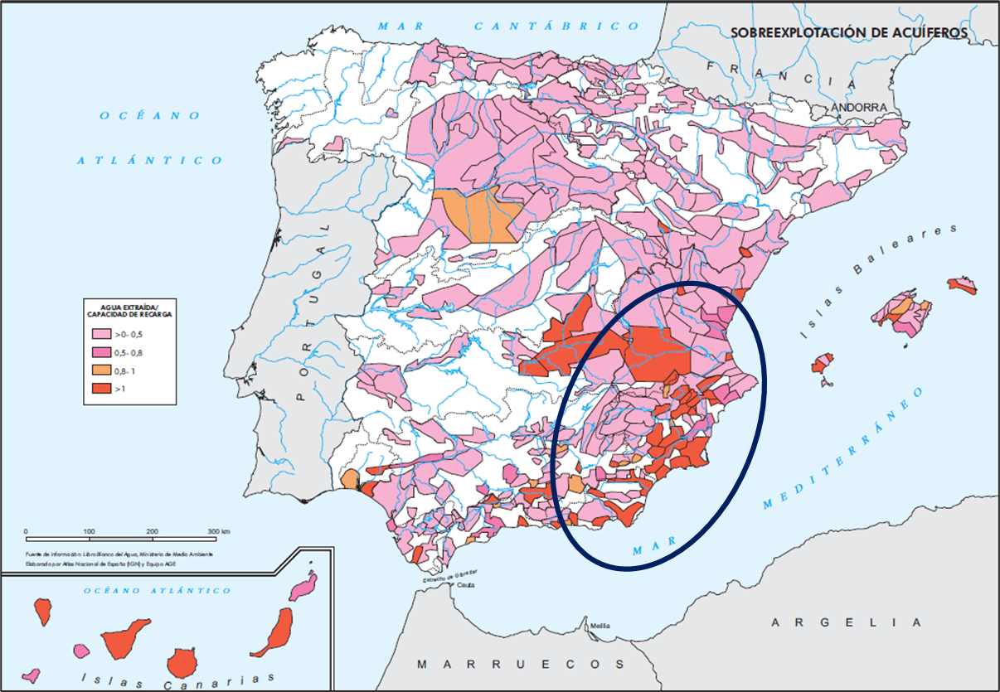 MAR CANTÁBRICO
SOBREEXPLOTACIÓN DE ACUÍFEROS
FRANCIA
ANDORRA
OCÉANO
ATLÁNTICO
PORTUGAL
Islas Baleares
AGUA EXTRAÍDA/
CAPACIDAD DE RECARGA
>0- 0,5
0,5- 0,8
0,8- 1
>1
MAR
MEDITERRÁNEO
0 100 200 300 km
Fuente de información: Libro Blanco del Agua, Ministerio de Medio Ambiente
Elaborado por Atlas Nacional de España (IGN) y Equipo AGE
Estrecho de Gibraltar
Ceuta
Melilla
OCÉANO ATLÁNTICO
Islas Canarias
MARRUECOS
ARGELIA